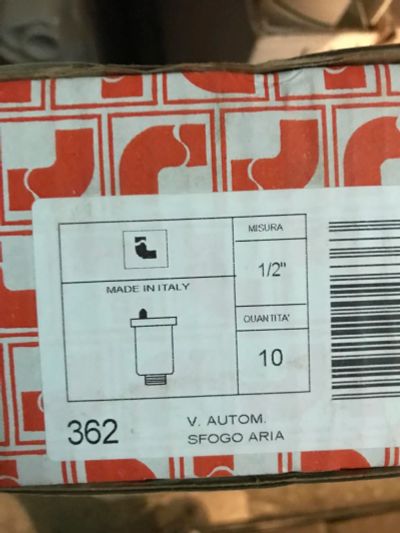 MISURA
1/2"
MADE IN ITALY
QUANTITA'
10
362
V. AUTOM.
SFOGO ARIA